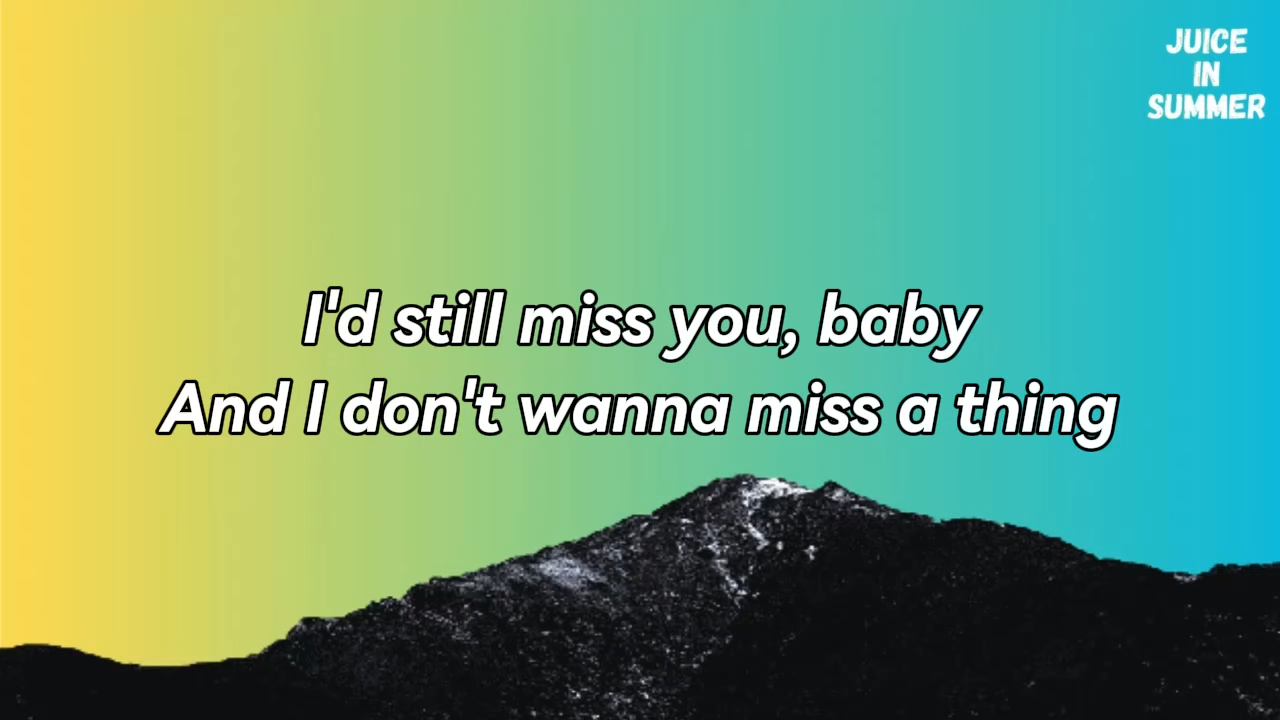 JUICE
IN
SUMMER
I'd still miss you, baby
And I don't wanna miss a thing